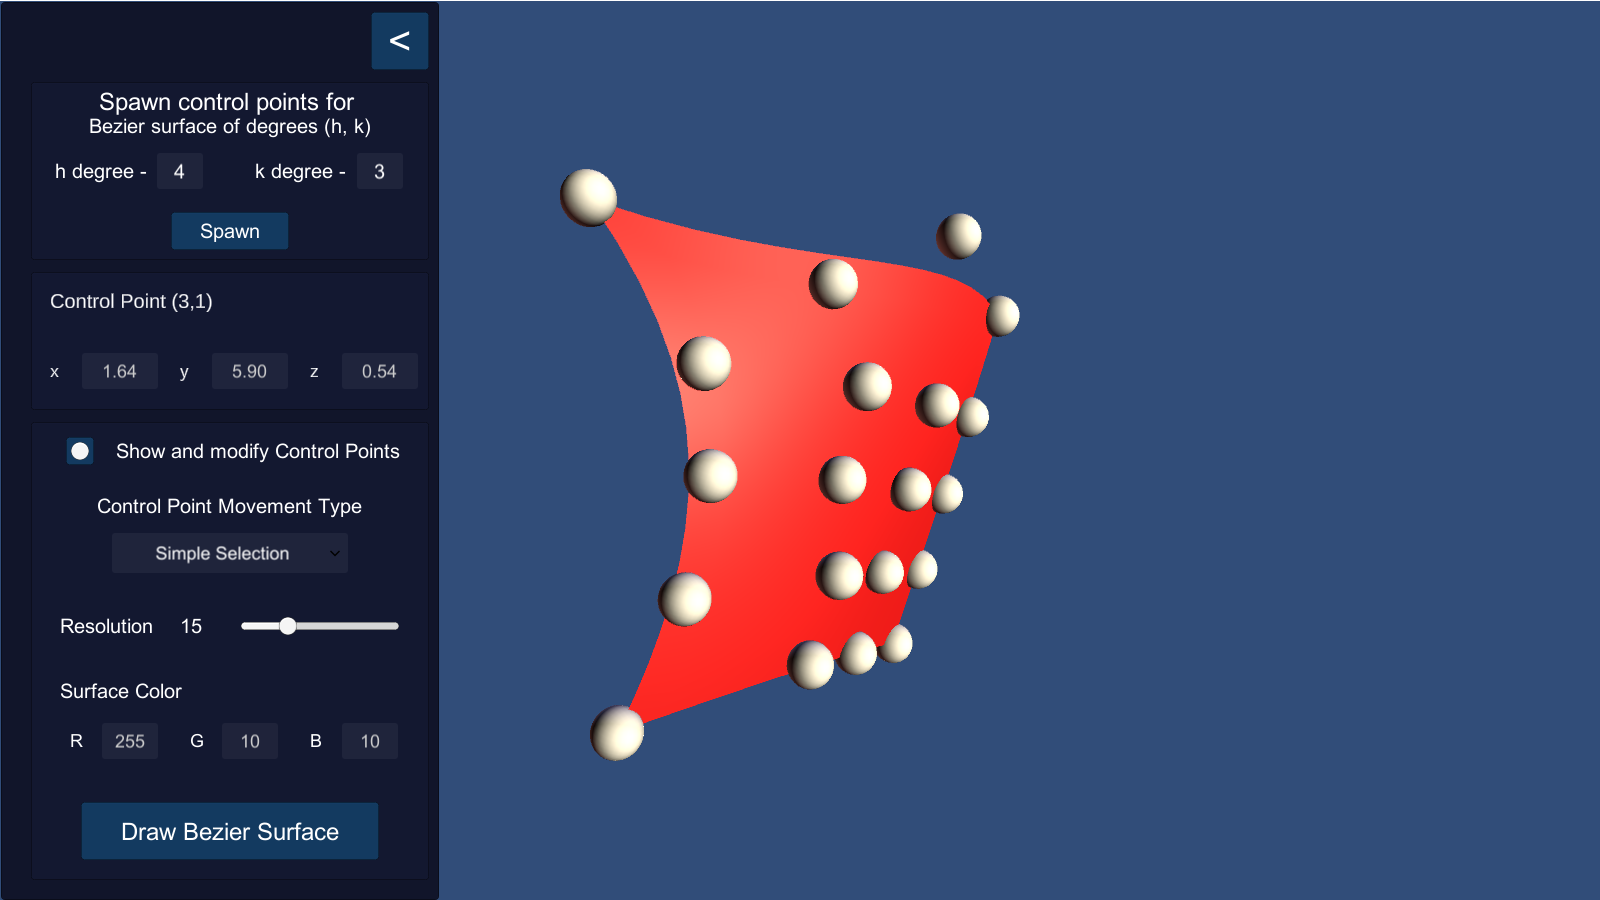 <
Spawn control points for
Bezier surface of degrees (h, k)
h degree - 4 k degree - 3
Spawn
Control Point (3,1)
x 1.64 y 5.90 z 0.54
Show and modify Control Points
Control Point Movement Type
Simple Selection
Resolution 15
Surface Color
R 255 G 10 B 10
Draw Bezier Surface